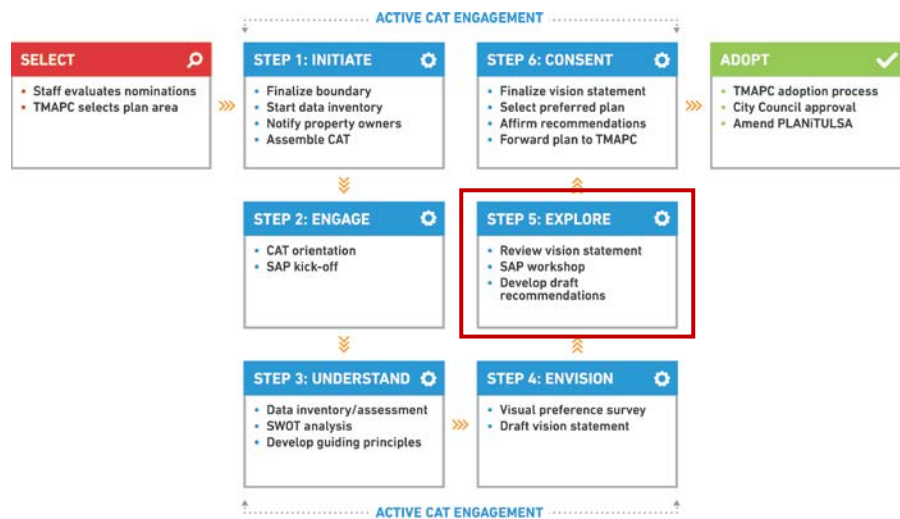 ACTIVE CAT ENGAGEMENT
SELECT
• Staff evaluates nominations
• TMAPC selects plan area
STEP 1: INITIATE
• Finalize boundary
• Start data inventory
• Notify property owners
• Assemble CAT
STEP 2: ENGAGE
• CAT orientation
• SAP kick-off
STEP 3: UNDERSTAND
• Data inventory/assessment
• SWOT analysis
• Develop guiding principles
STEP 4: ENVISION
• Visual preference survey
• Draft vision statement
STEP 5: EXPLORE
• Review vision statement
• SAP workshop
• Develop draft
recommendations
STEP 6: CONSENT
• Finalize vision statement
• Select preferred plan
• Affirm recommendations
• Forward plan to TMAPC
ADOPT
• TMAPC adoption process
• City Council approval
• Amend PLANiTULSA
ACTIVE CAT ENGAGEMENT